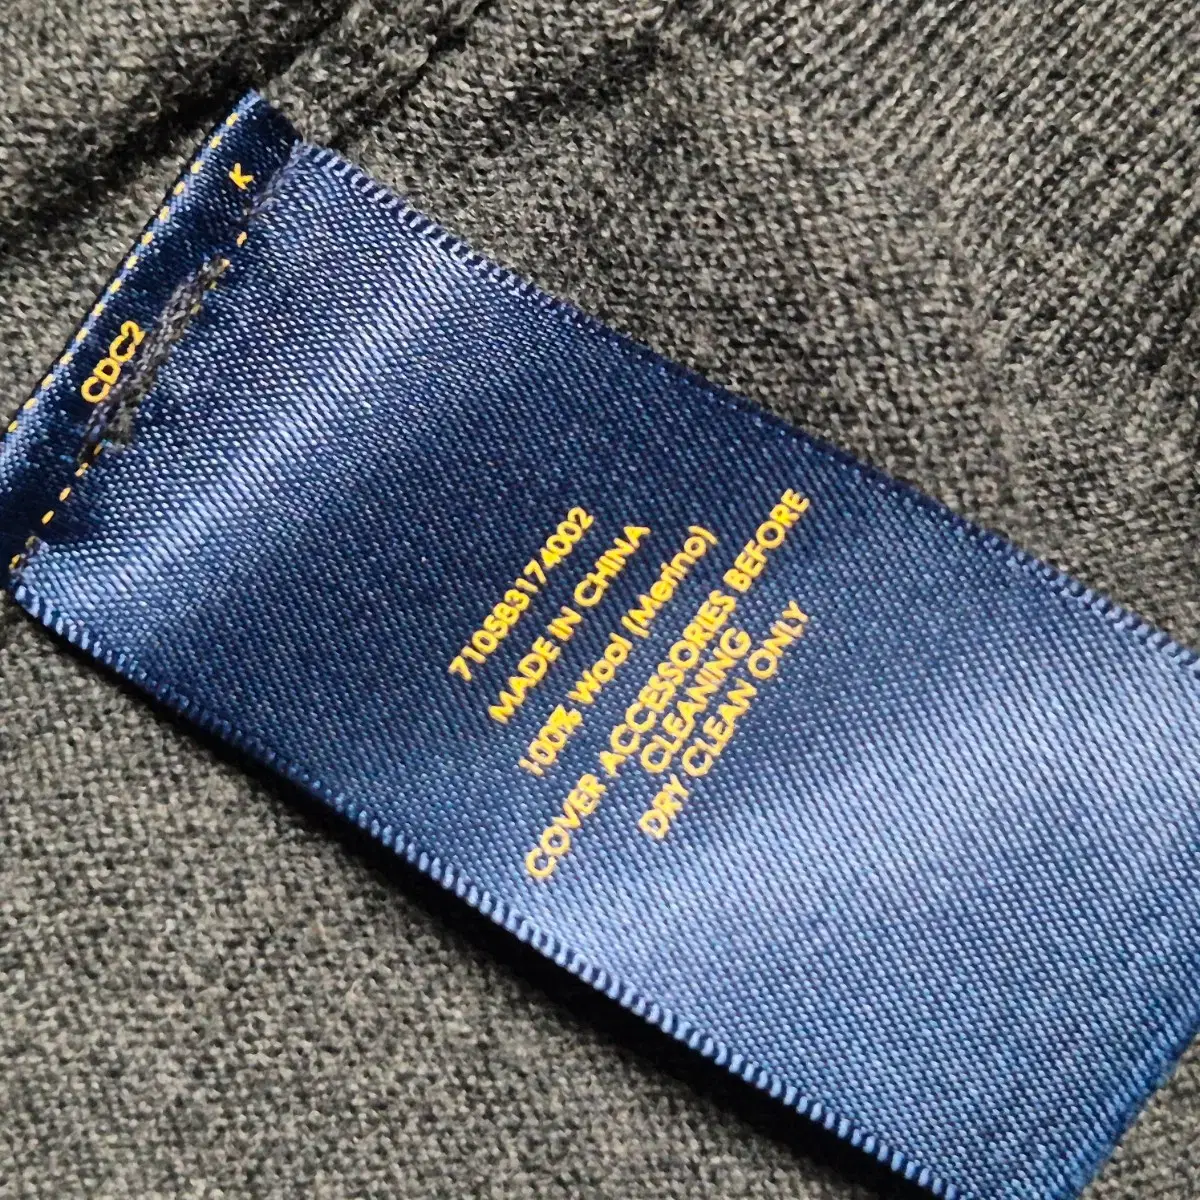 K
CDC2
710583174002
MADE IN CHINA
100% Wool (Merino)
COVER ACCESSORIES BEFORE
CLEANING
DRY CLEAN ONLY